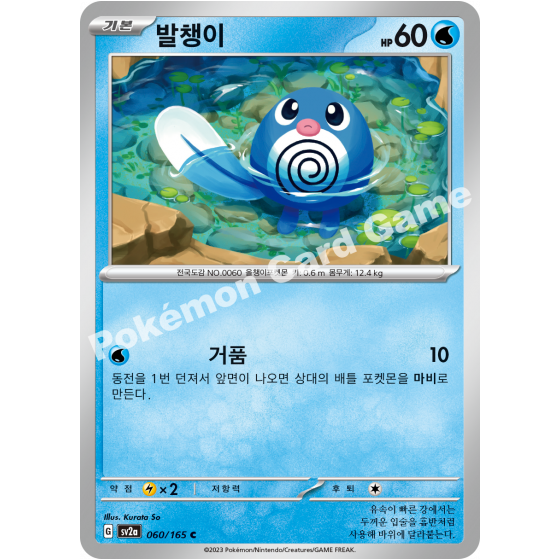 기본 발챙이 HP 60
전국도감 NO.0060 올챙이포켓몬 키: 0.6 m 몸무게: 12.4 kg
Pokémon Card Game
거품 10
동전을 1번 던져서 앞면이 나오면 상대의 배틀 포켓몬을 마비로
만든다.
약점 ×2 저항력 후퇴
Illus. Kurata So
G sv2a 060/165 C
유속이 빠른 강에서는
두꺼운 입술을 흡반처럼
사용해 바위에 달라붙는다.
©2023 Pokémon/Nintendo/Creatures/GAME FREAK.